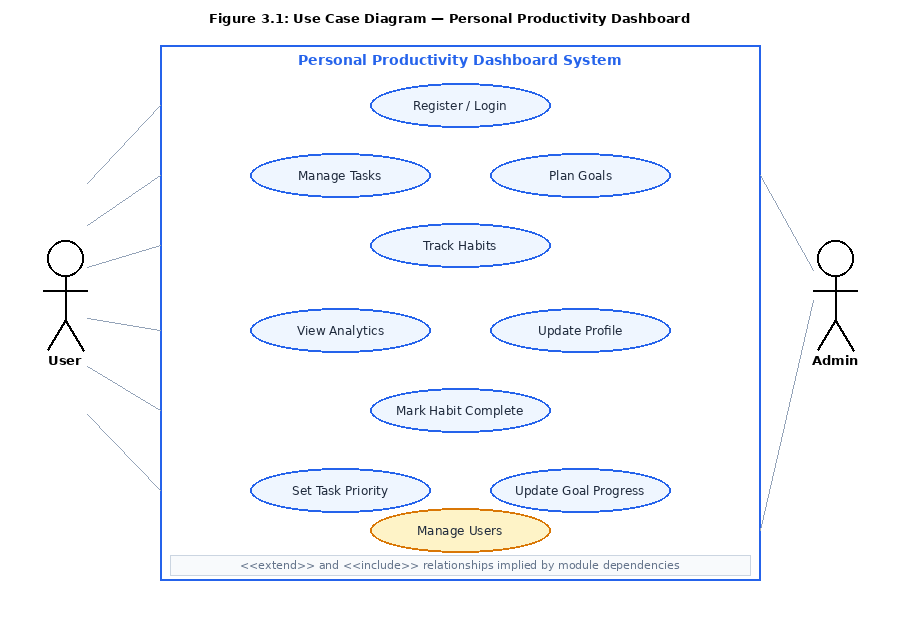 Figure 3.1: Use Case Diagram — Personal Productivity Dashboard
Personal Productivity Dashboard System
Register / Login
Manage Tasks
Plan Goals
Track Habits
View Analytics
Update Profile
User
Admin
Mark Habit Complete
Set Task Priority
Update Goal Progress
Manage Users
<<extend>> and <<include>> relationships implied by module dependencies